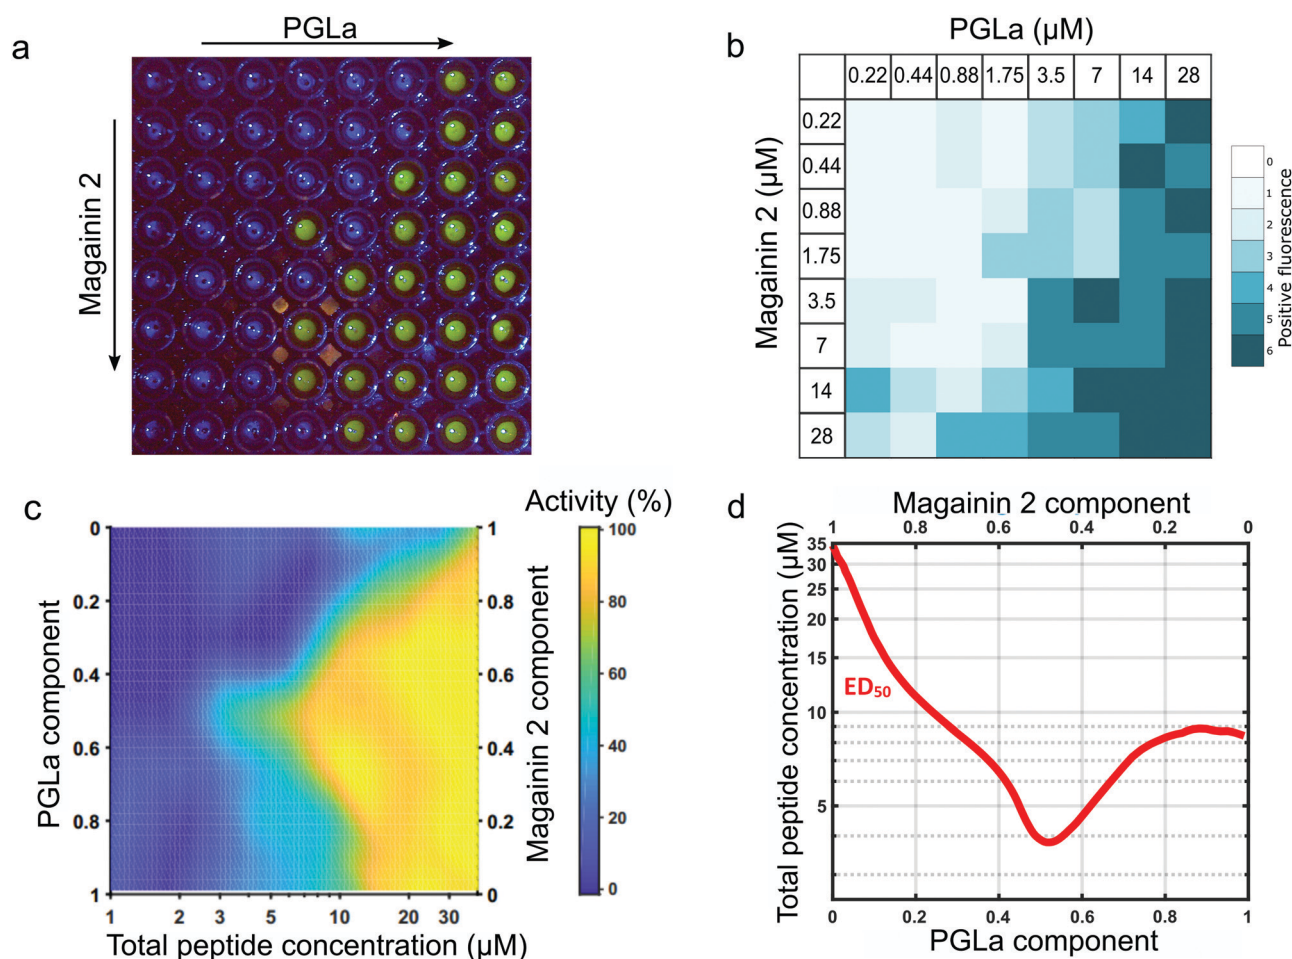 a
PGLa
Magainin 2
b
PGLa (µM)
0.22 0.44 0.88 1.75 3.5 7 14 28
Magainin 2 (µM)
0.22
0.44
0.88
1.75
3.5
7
14
28
0
1
2
3
4
5
6
Positive fluorescence
c
Activity (%)
PGLa component
0
0.2
0.4
0.6
0.8
1
1
0.8
0.6
0.4
0.2
0
Magainin 2 component
100
80
60
40
20
0
1 2 3 5 10 20 30
Total peptide concentration (µM)
d
Magainin 2 component
1 0.8 0.6 0.4 0.2 0
Total peptide concentration (µM)
35
30
25
20
15
10
5
ED50
0 0.2 0.4 0.6 0.8 1
PGLa component